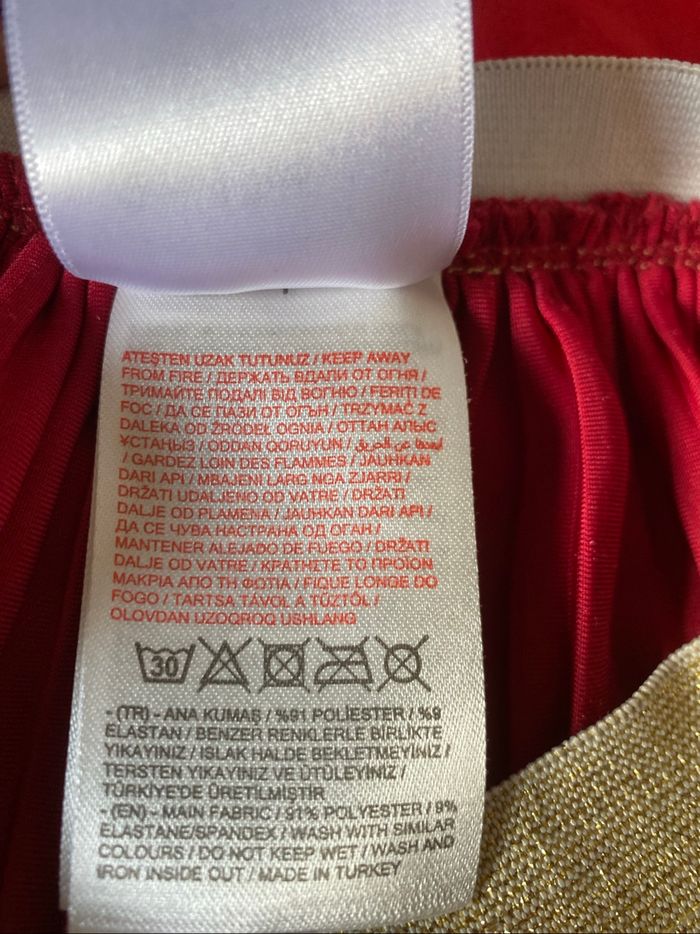 ATEŞTEN UZAK TUTUNUZ / KEEP AWAY
FROM FIRE / ДЕРЖАТЬ ВДАЛИ ОТ ОГНЯ /
ТРИМАЙТЕ ПОДАЛІ ВІД ВОГНЮ / FERIȚI DE
FOC / ДА СЕ ПАЗИ ОТ ОГЪН / TRZYMAĆ Z
DALEKA OD ŹRÓDEŁ OGNIA / ОТТАН АЛЫС
ҰСТАҢЫЗ / ODDAN QORUYUN / ابعدها عن الحريق
/ GARDEZ LOIN DES FLAMMES / JAUHKAN
DARI API / MBAJENI LARG NGA ZJARRI /
DRŽATI UDALJENO OD VATRE / DRŽATI
DALJE OD PLAMENA / JAUHKAN DARI API /
ДА СЕ ЧУВА НАСТРАНА ОД ОГАН /
MANTENER ALEJADO DE FUEGO / DRŽATI
DALJE OD VATRE / ΚΡΑΤΗΣΤΕ ΤΟ ΠΡΟΪΟΝ
ΜΑΚΡΙΑ ΑΠΟ ΤΗ ΦΩΤΙΑ / FIQUE LONGE DO
FOGO / TARTSA TÁVOL A TŰZTŐL /
OLOVDAN UZOQROQ USHLANG
30
- (TR) - ANA KUMAŞ / %91 POLİESTER / %9
ELASTAN / BENZER RENKLERLE BİRLİKTE
YIKAYINIZ / ISLAK HALDE BEKLETMEYİNİZ /
TERSTEN YIKAYINIZ VE ÜTÜLEYİNİZ /
TÜRKİYE'DE ÜRETİLMİŞTİR
- (EN) - MAIN FABRIC / 91% POLYESTER / 9%
ELASTANE/SPANDEX / WASH WITH SIMILAR
COLOURS / DO NOT KEEP WET / WASH AND
IRON INSIDE OUT / MADE IN TURKEY